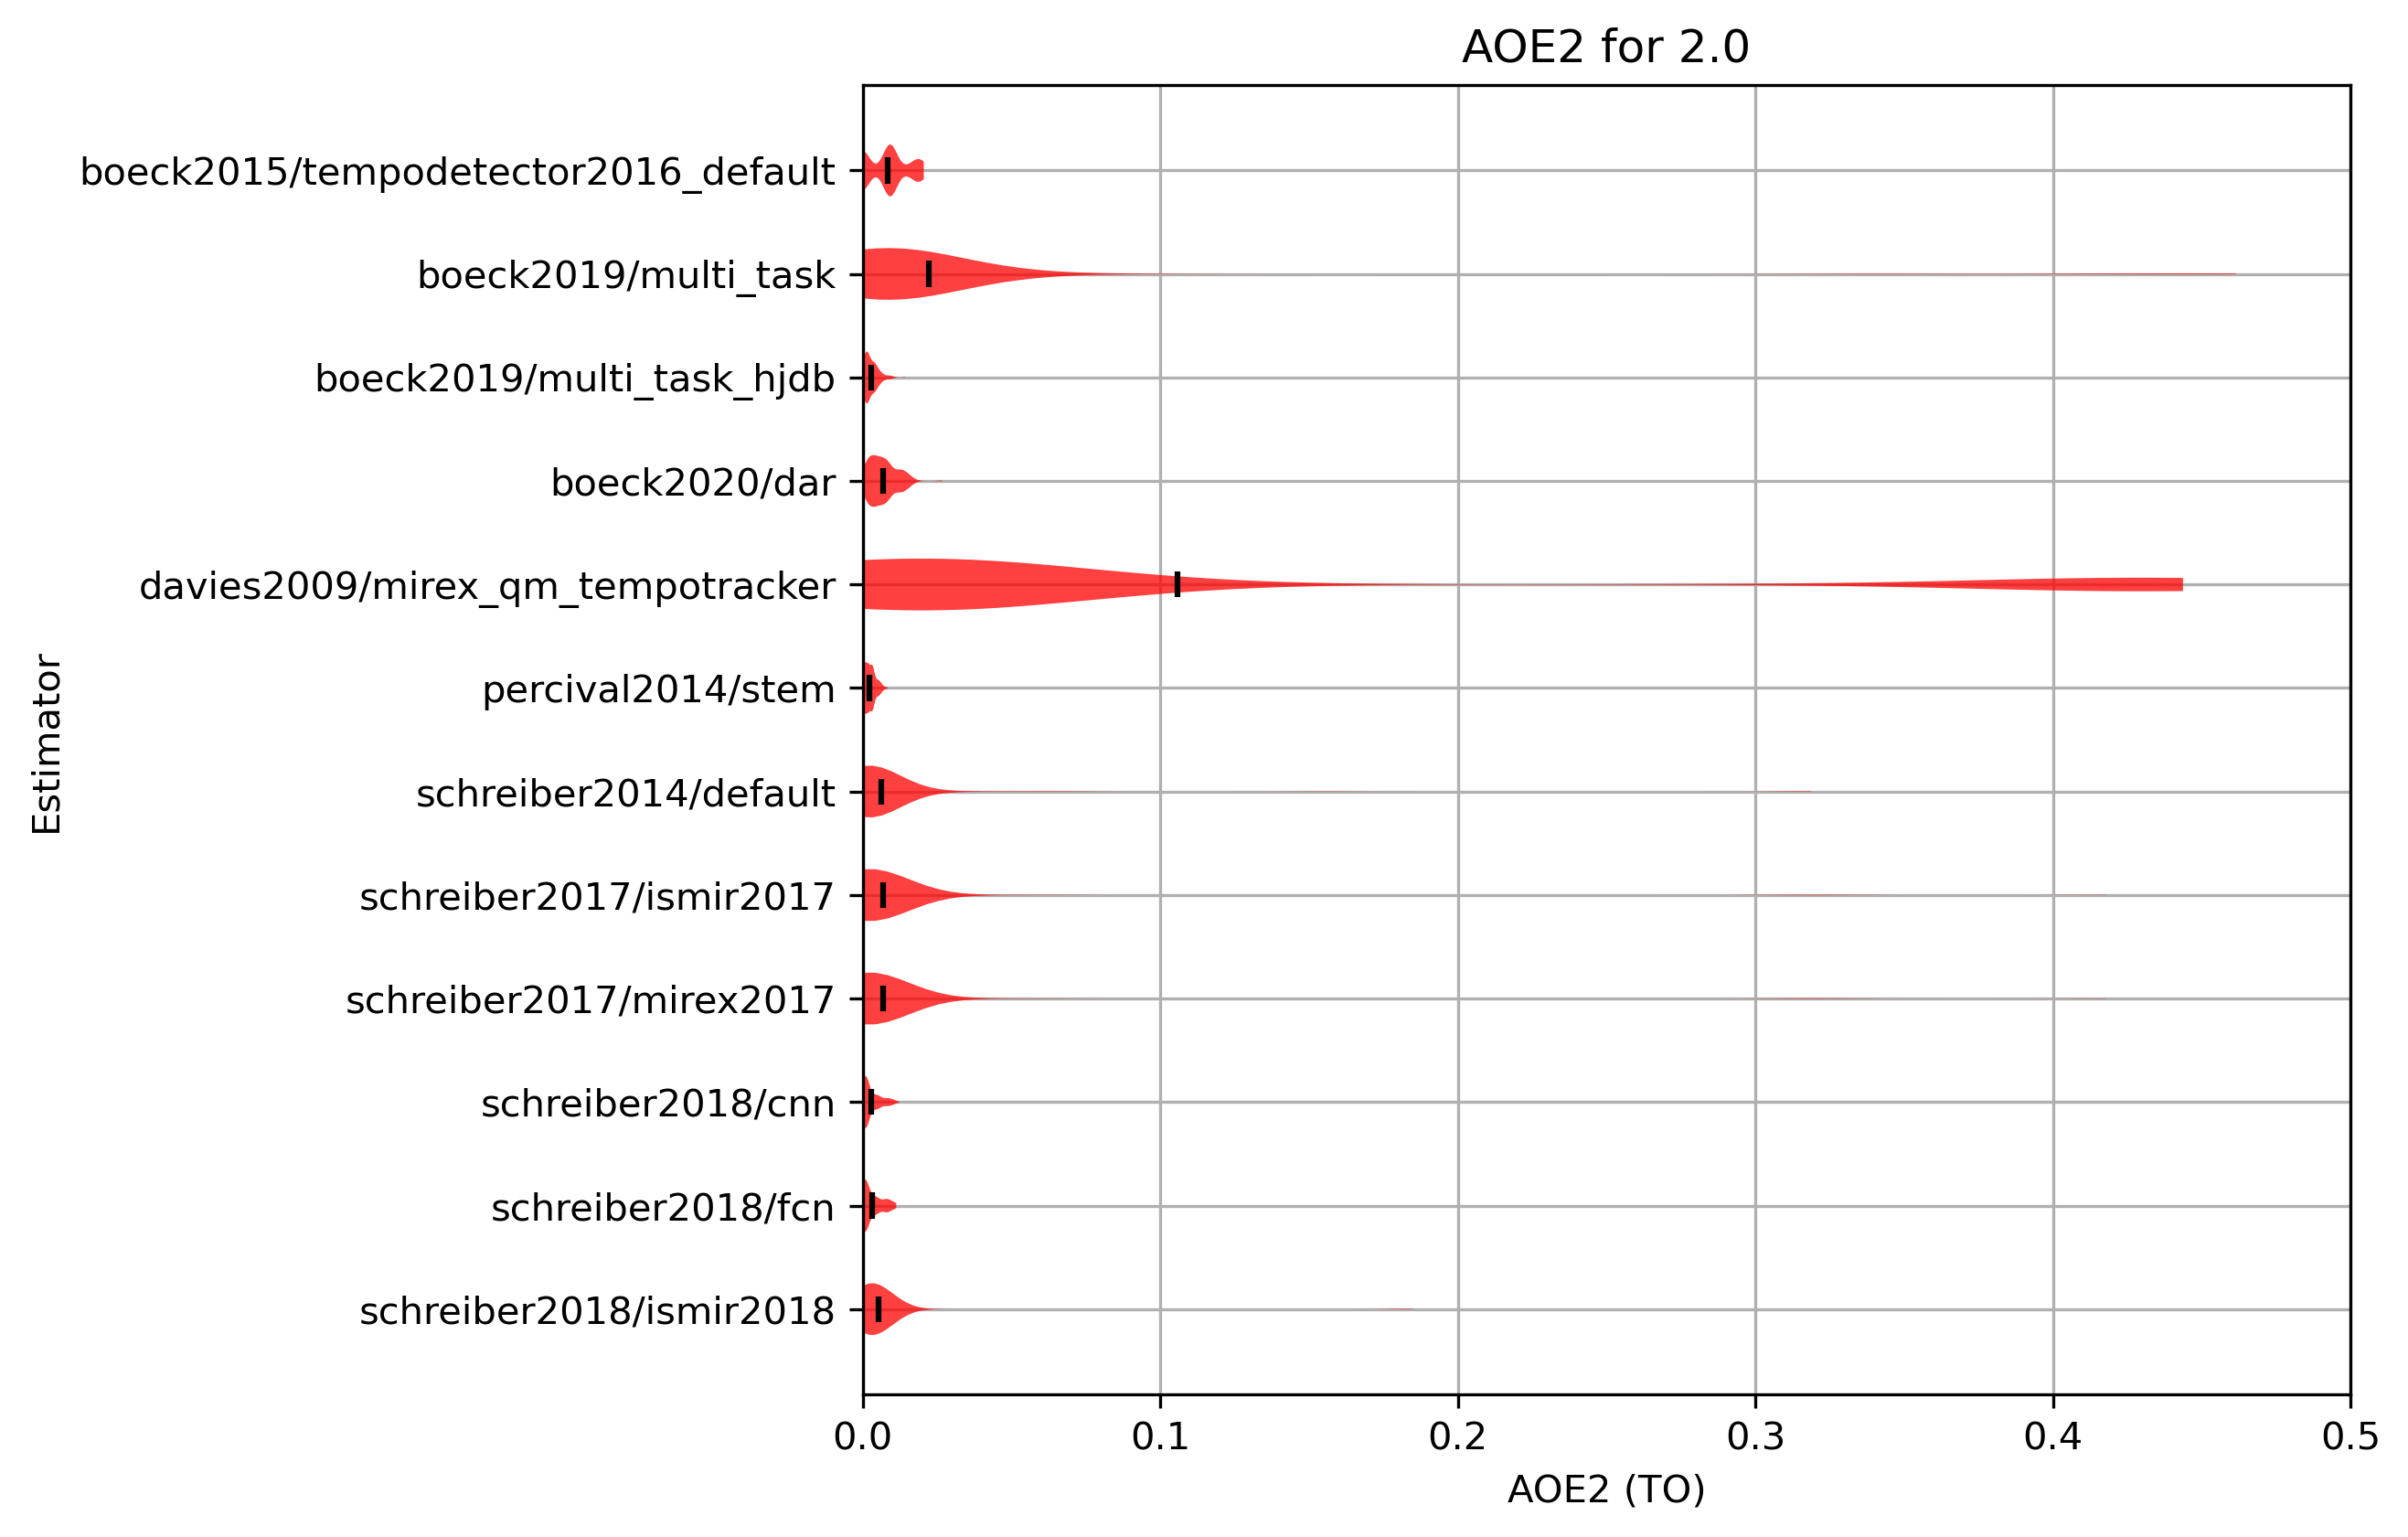 AOE2 for 2.0
boeck2015/tempodetector2016_default
boeck2019/multi_task
boeck2019/multi_task_hjdb
boeck2020/dar
davies2009/mirex_qm_tempotracker
percival2014/stem
schreiber2014/default
schreiber2017/ismir2017
schreiber2017/mirex2017
schreiber2018/cnn
schreiber2018/fcn
schreiber2018/ismir2018
Estimator
0.0 0.1 0.2 0.3 0.4 0.5
AOE2 (TO)